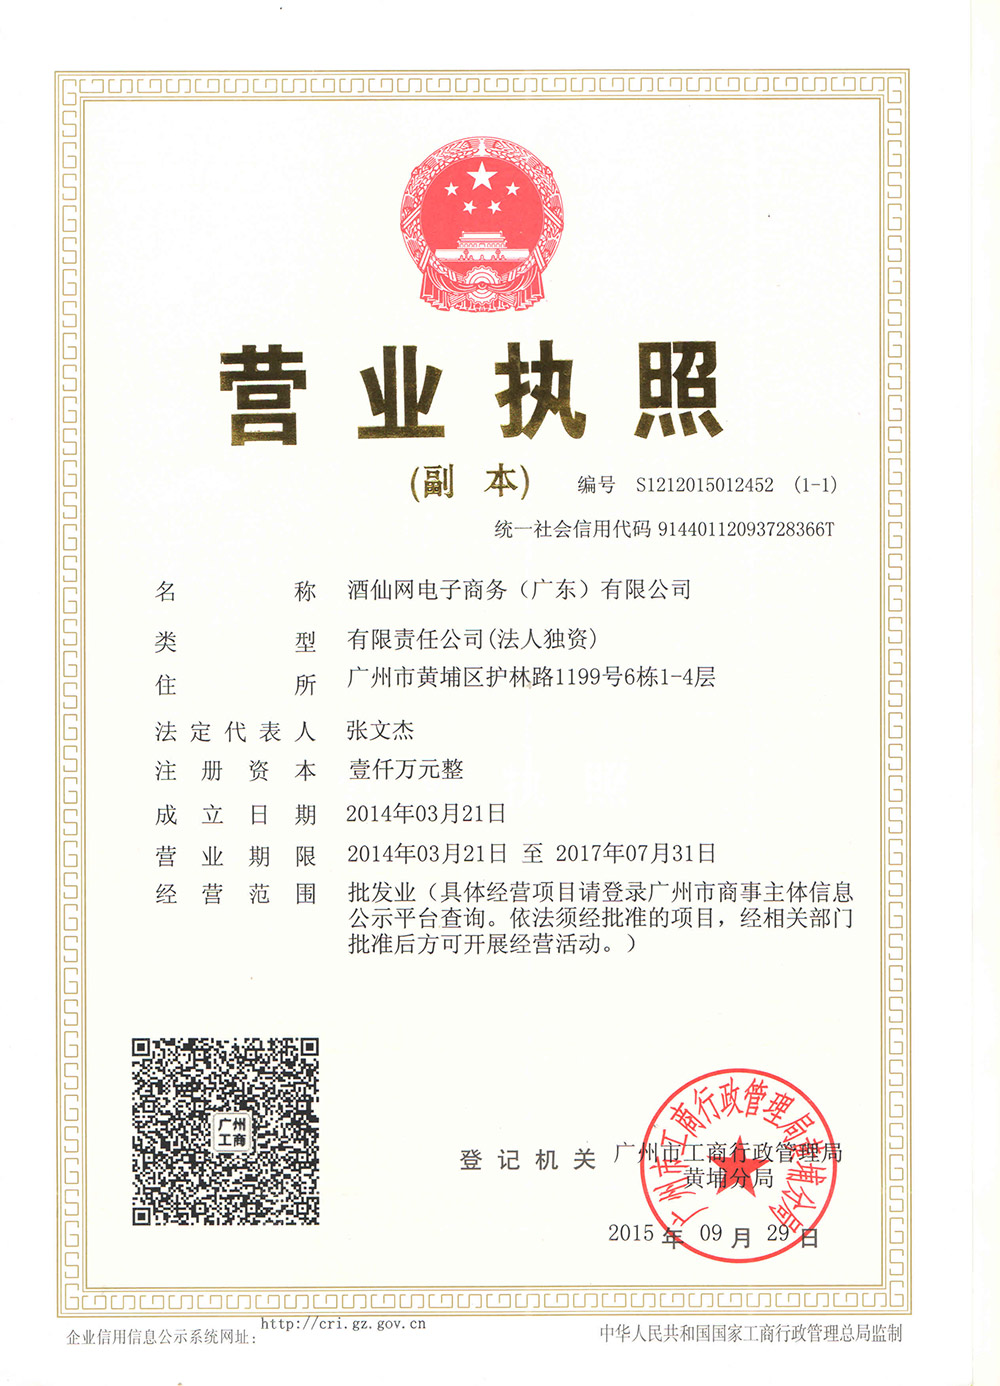 营业执照
(副 本)
编号 S1212015012452 (1-1)
统一社会信用代码 91440112093728366T
名称 酒仙网电子商务（广东）有限公司
类型 有限责任公司(法人独资)
住所 广州市黄埔区护林路1199号6栋1-4层
法定代表人 张文杰
注册资本 壹仟万元整
成立日期 2014年03月21日
营业期限 2014年03月21日 至 2017年07月31日
经营范围 批发业（具体经营项目请登录广州市商事主体信息
公示平台查询。依法须经批准的项目，经相关部门
批准后方可开展经营活动。）
广州
工商
广州市工商行政管理局黄埔分局
登记机关 广州市工商行政管理局
黄埔分局
2015 年 09 月 29 日
企业信用信息公示系统网址：http://cri.gz.gov.cn
中华人民共和国国家工商行政管理总局监制